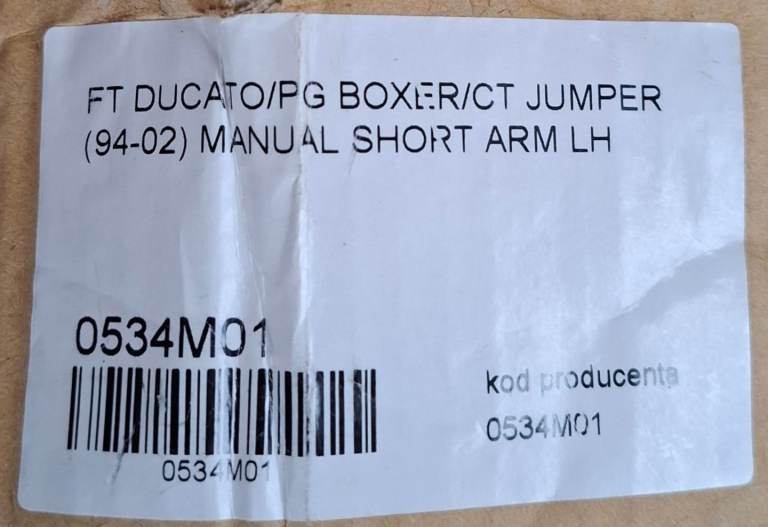 FT DUCATO/PG BOXER/CT JUMPER
(94-02) MANUAL SHORT ARM LH
0534M01
0534M01
kod producenta
0534M01